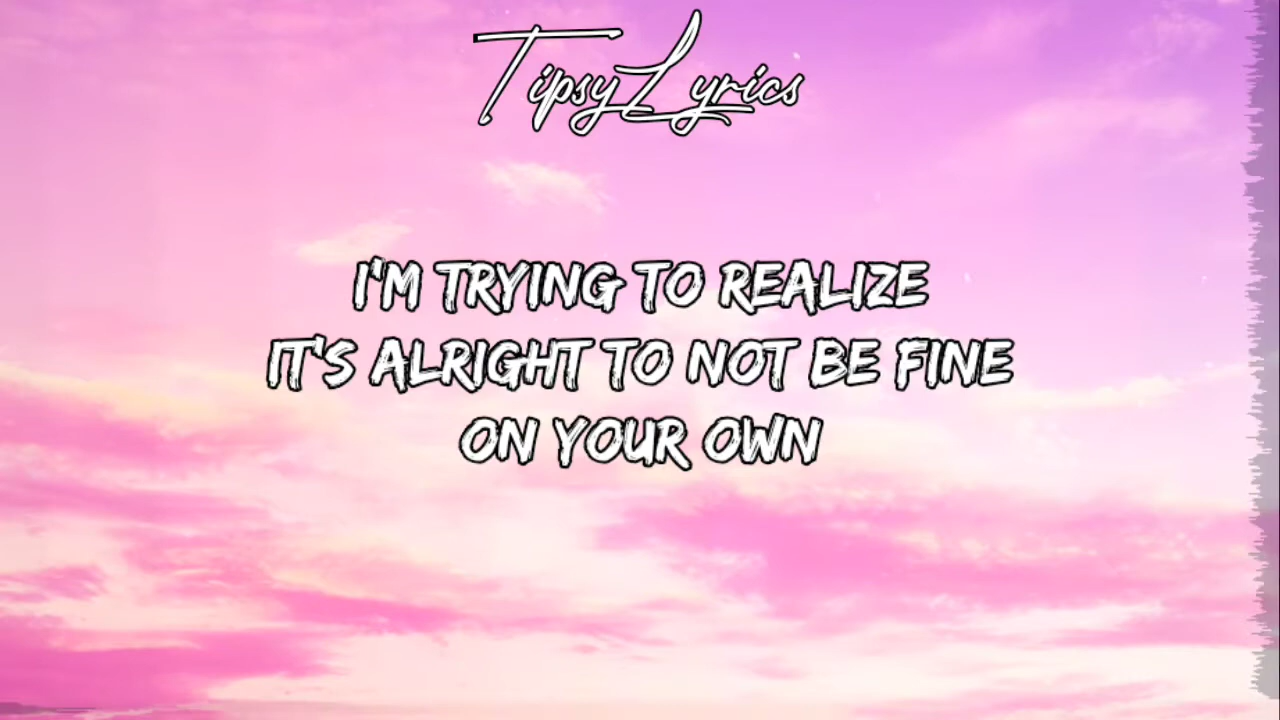 TipsyLyrics
I'M TRYING TO REALIZE
IT'S ALRIGHT TO NOT BE FINE
ON YOUR OWN